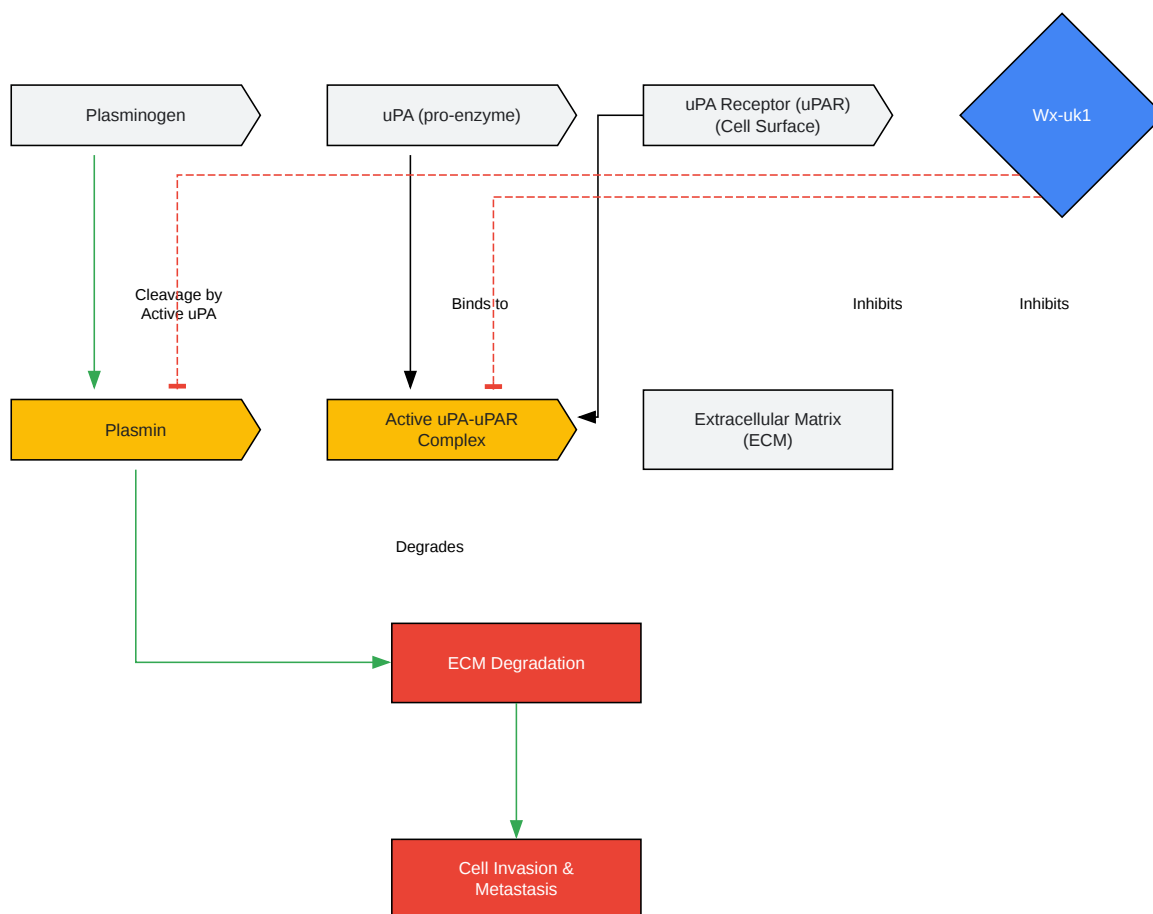 Plasminogen
uPA (pro-enzyme)
uPA Receptor (uPAR)
(Cell Surface)
Wx-uk1
Cleavage by
Active uPA
Binds to
Inhibits
Inhibits
Plasmin
Active uPA-uPAR
Complex
Extracellular Matrix
(ECM)
Degrades
ECM Degradation
Cell Invasion &
Metastasis